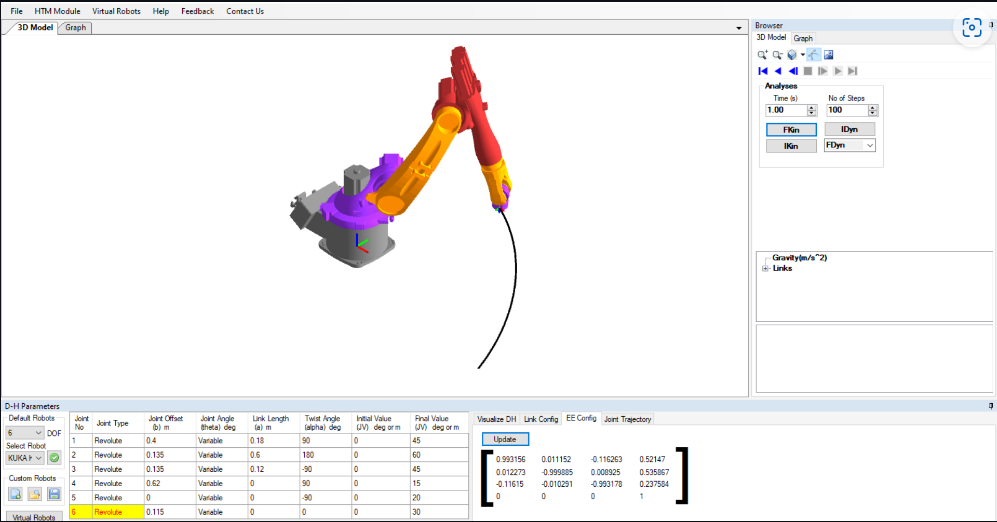 File HTM Module Virtual Robots Help Feedback Contact Us
3D Model Graph
Browser
3D Model Graph
Analyses
Time (s) No of Steps
1.00 100
FKin IDyn
IKin FDyn
Gravity(m/s^2)
Links
D-H Parameters
Default Robots
6 DOF
Select Robot
KUKA K
Custom Robots
Virtual Robots
Joint No Joint Type Joint Offset (b) m Joint Angle (theta) deg Link Length (a) m Twist Angle (alpha) deg Initial Value (JV) deg or m Final Value (JV) deg or m
1 Revolute 0.4 Variable 0.18 90 0 45
2 Revolute 0.135 Variable 0.6 180 0 60
3 Revolute 0.135 Variable 0.12 -90 0 45
4 Revolute 0.62 Variable 0 90 0 15
5 Revolute 0 Variable 0 -90 0 20
6 Revolute 0.115 Variable 0 0 0 30
Visualize DH Link Config EE Config Joint Trajectory
Update
0.993156 0.011152 -0.116263 0.52147
0.012273 -0.999885 0.008925 0.535867
-0.11615 -0.010291 -0.993178 0.237584
0 0 0 1